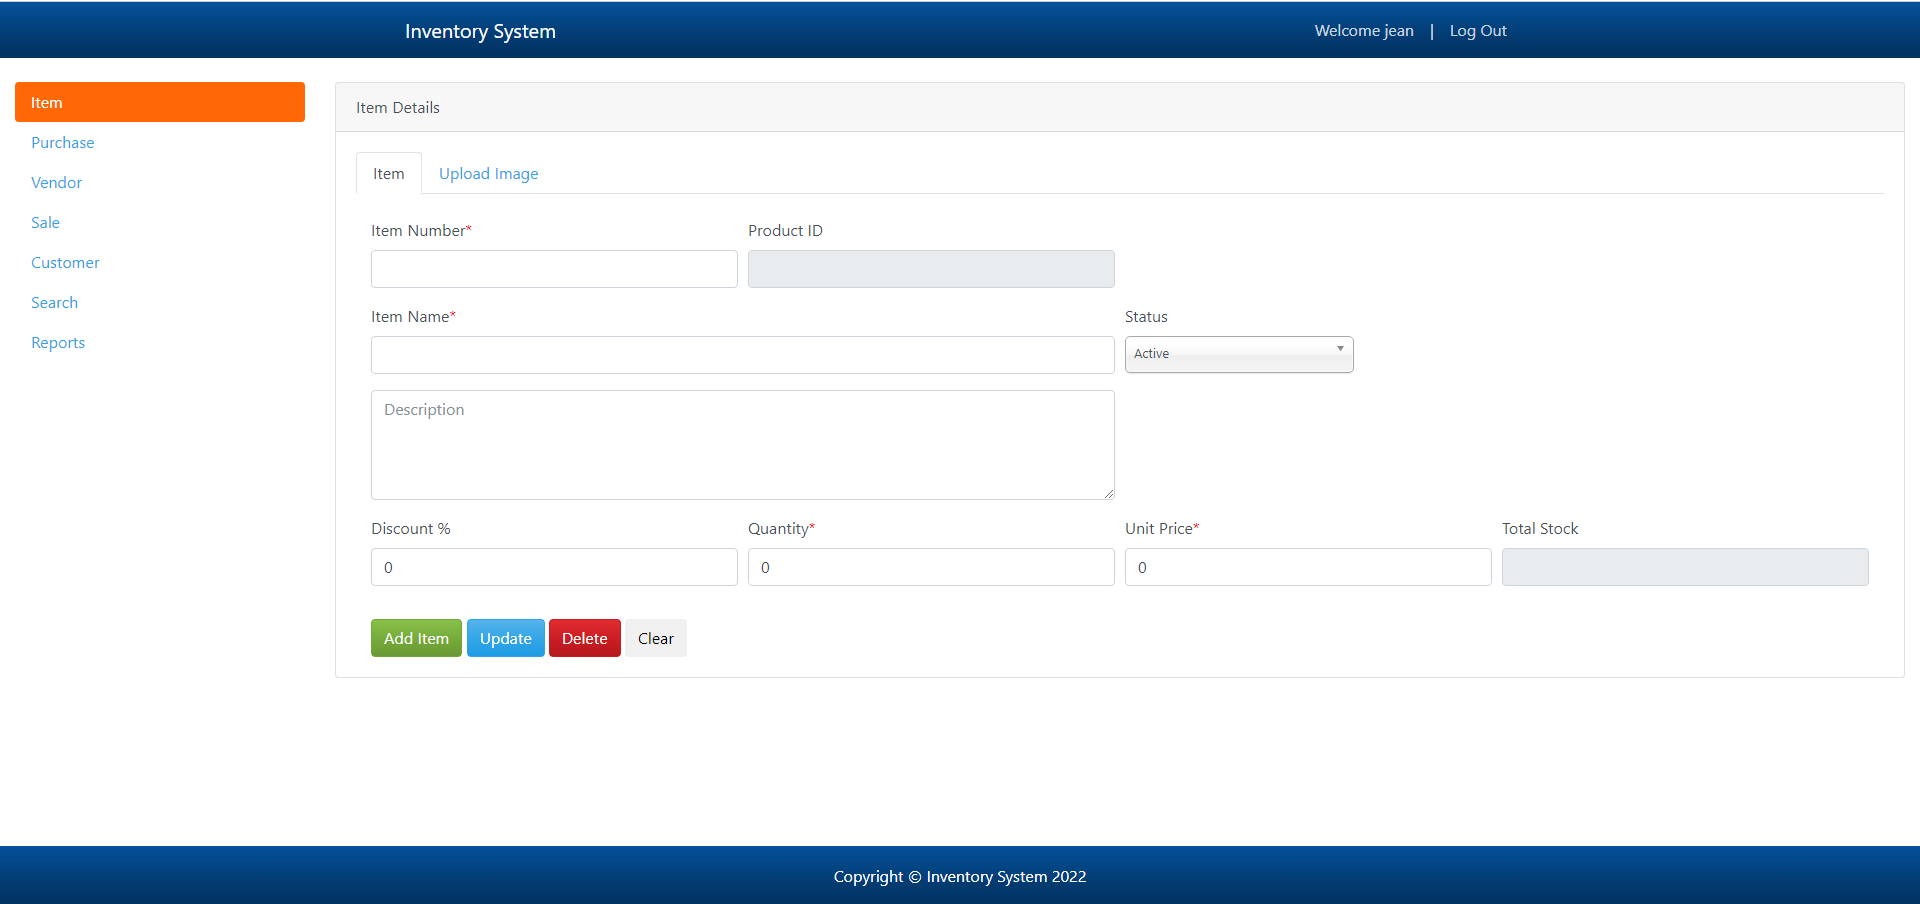 Inventory System
Welcome jean | Log Out
Item
Purchase
Vendor
Sale
Customer
Search
Reports
Item Details
Item Upload Image
Item Number* Product ID
Item Name* Status
Active
Description
Discount % Quantity* Unit Price* Total Stock
0 0 0
Add Item Update Delete Clear
Copyright © Inventory System 2022